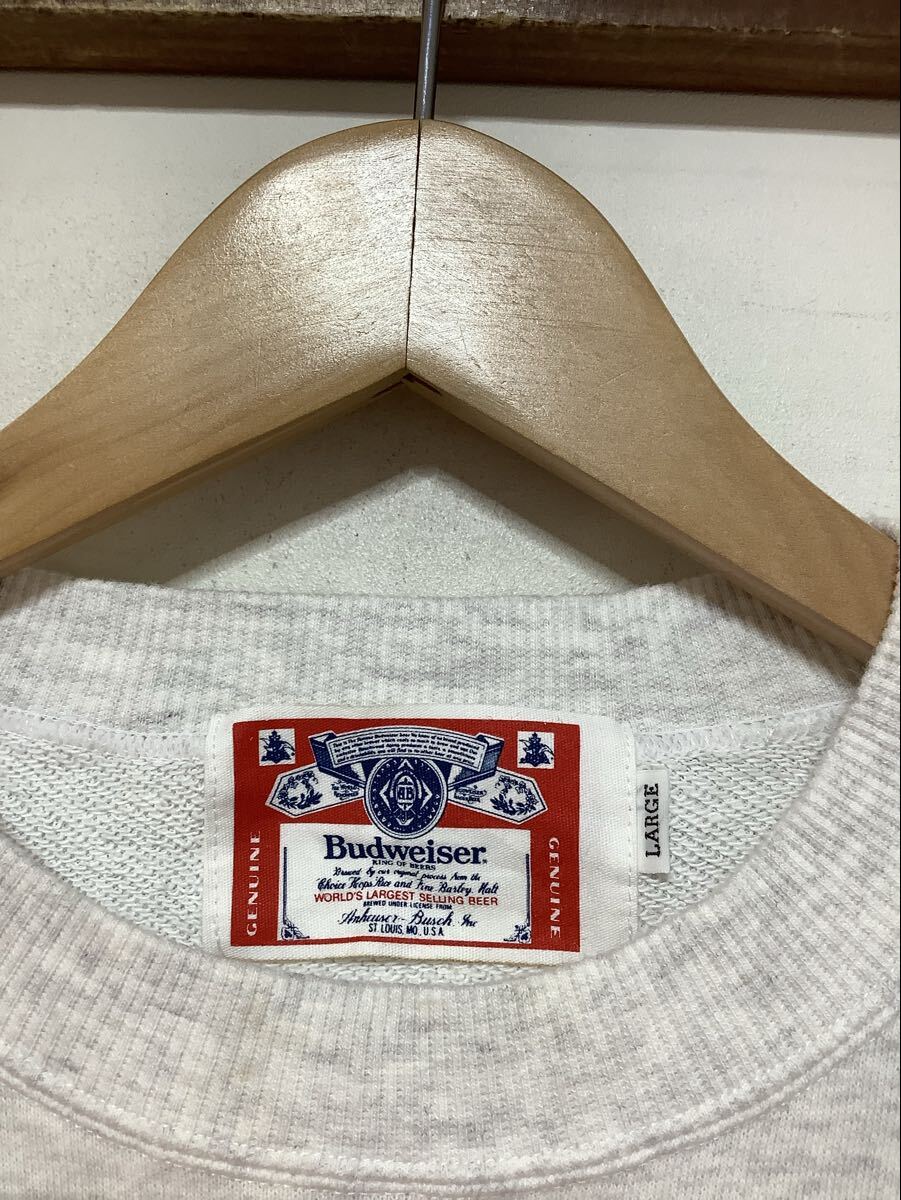 GENUINE
Budweiser
KING OF BEERS
Brewed by our original process from the
Choice Hops, Rice and Fine Barley Malt
WORLD'S LARGEST SELLING BEER
BREWED UNDER LICENSE FROM
Anheuser-Busch, Inc
ST LOUIS, MO, U.S.A
GENUINE
LARGE